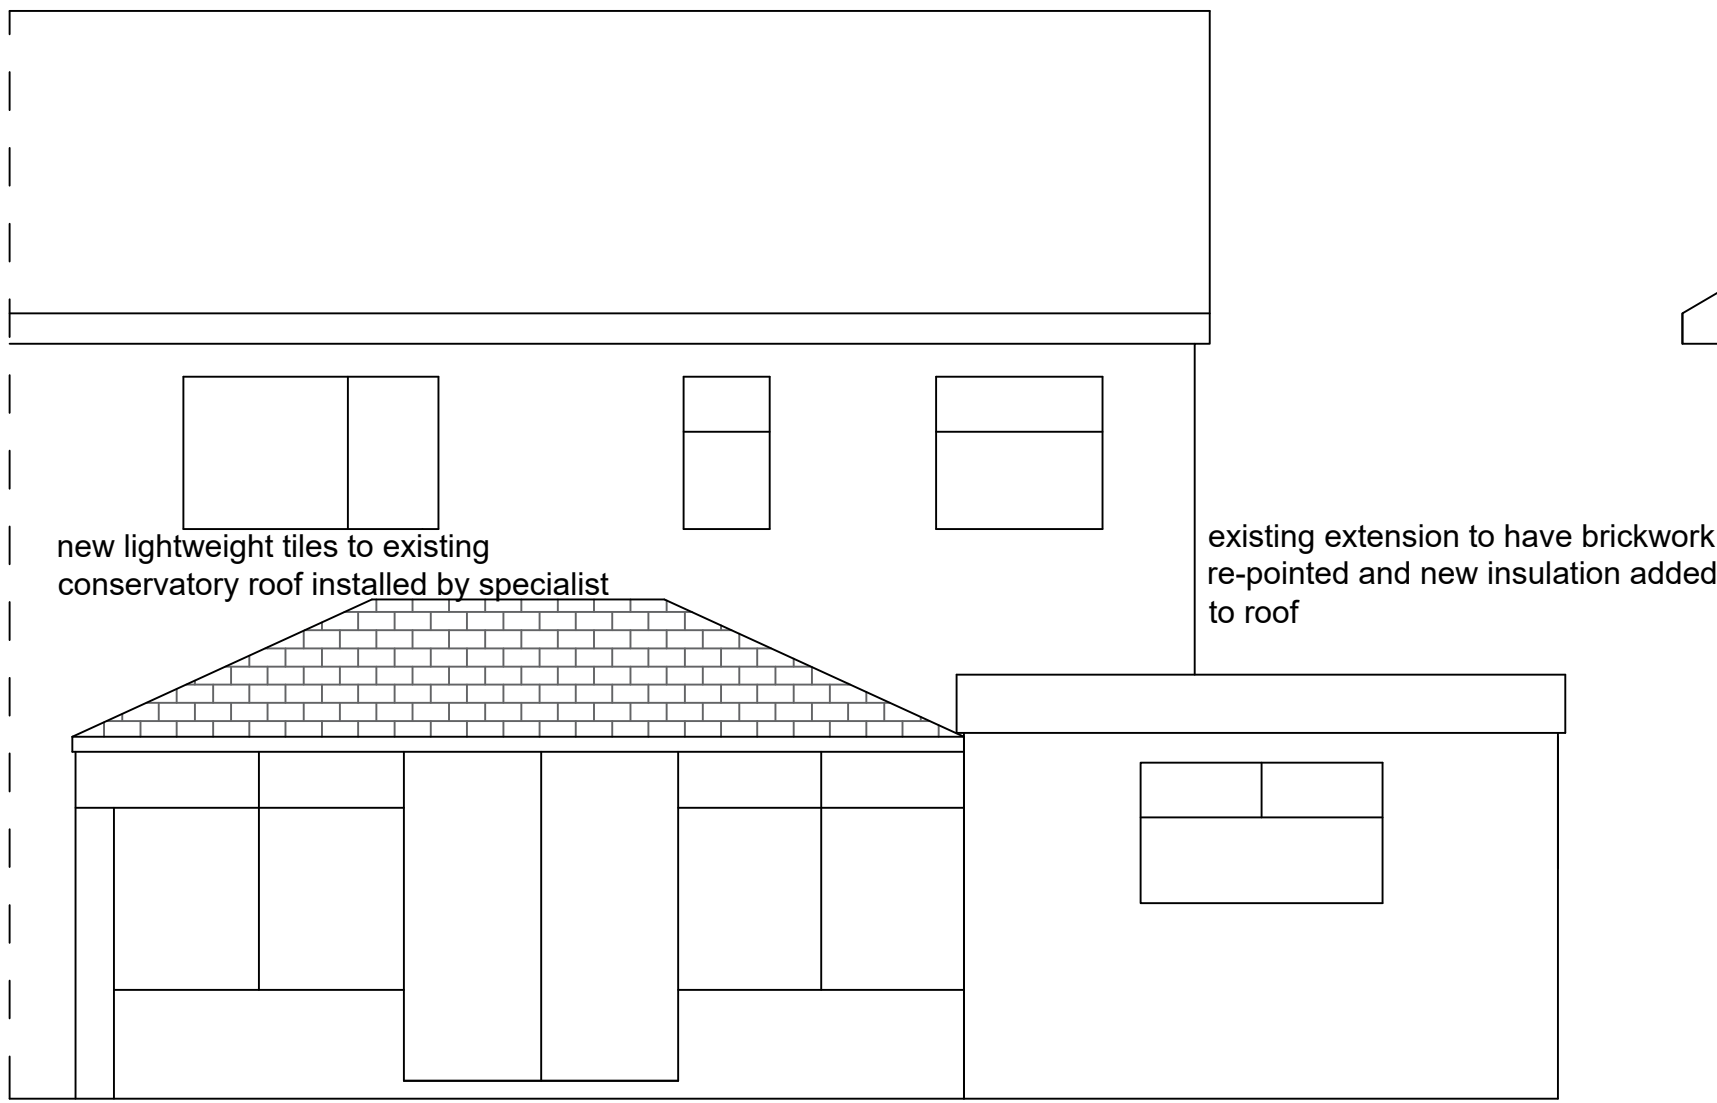 new lightweight tiles to existing
conservatory roof installed by specialist
existing extension to have brickwork
re-pointed and new insulation added
to roof